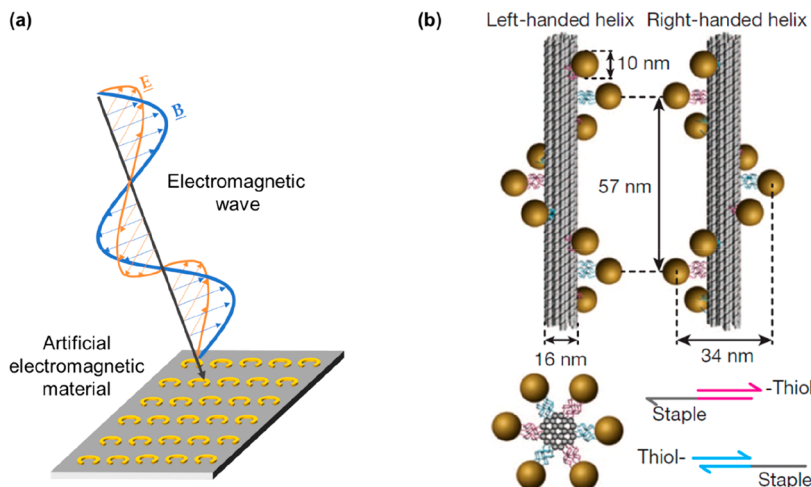 (a)
E
B
Electromagnetic
wave
Artificial
electromagnetic
material
(b)
Left-handed helix
Right-handed helix
10 nm
57 nm
16 nm
34 nm
-Thiol
Staple
Thiol-
Staple